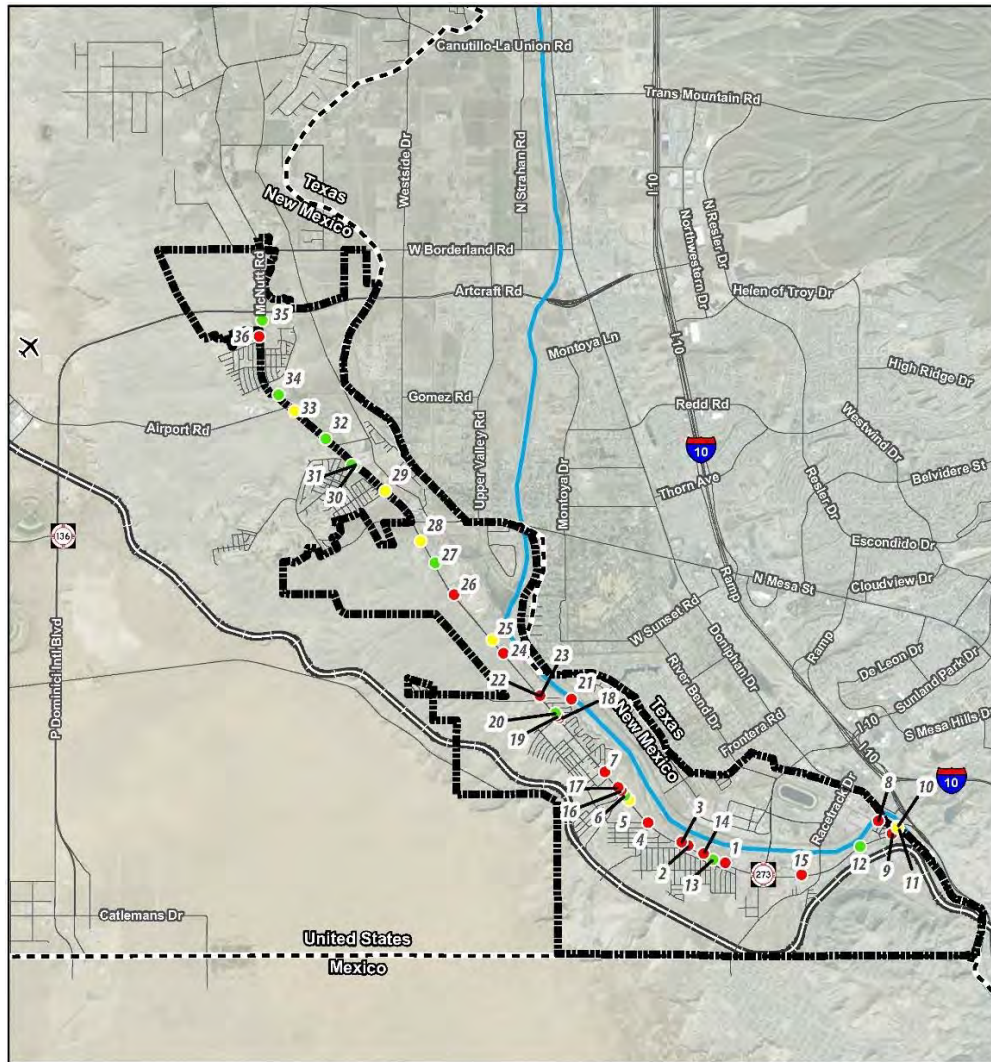 Canutillo-La Union Rd
Trans Mountain Rd
Westside Dr
N Strahan Rd
I-10
N Resler Dr
Northwestern Dr
Texas
New Mexico
W Borderland Rd
McNutt Rd
Artcraft Rd
Helen of Troy Dr
35
36
Montoya Ln
I-10
High Ridge Dr
34
33
Gomez Rd
Redd Rd
Airport Rd
32
Upper Valley Rd
Westwind Dr
10
Belvidere St
31
30
29
Montoya Dr
Thorn Ave
Resler Dr
136
28
Escondido Dr
27
Ramp
N Mesa St
Cloudview Dr
26
W Sunset Rd
Doniphan Dr
Ramp
25
24
De Leon Dr
River Bend Dr
Sunland Park Dr
23
22
21
P Dominici Intl Blvd
18
Texas
New Mexico
Frontera Rd
I-10
S Mesa Hills Dr
20
19
I-10
7
10
17
16
6
5
3
Racetrack Dr
8
10
4
14
1
2
13
15
273
12
9
11
Catlemans Dr
United States
Mexico